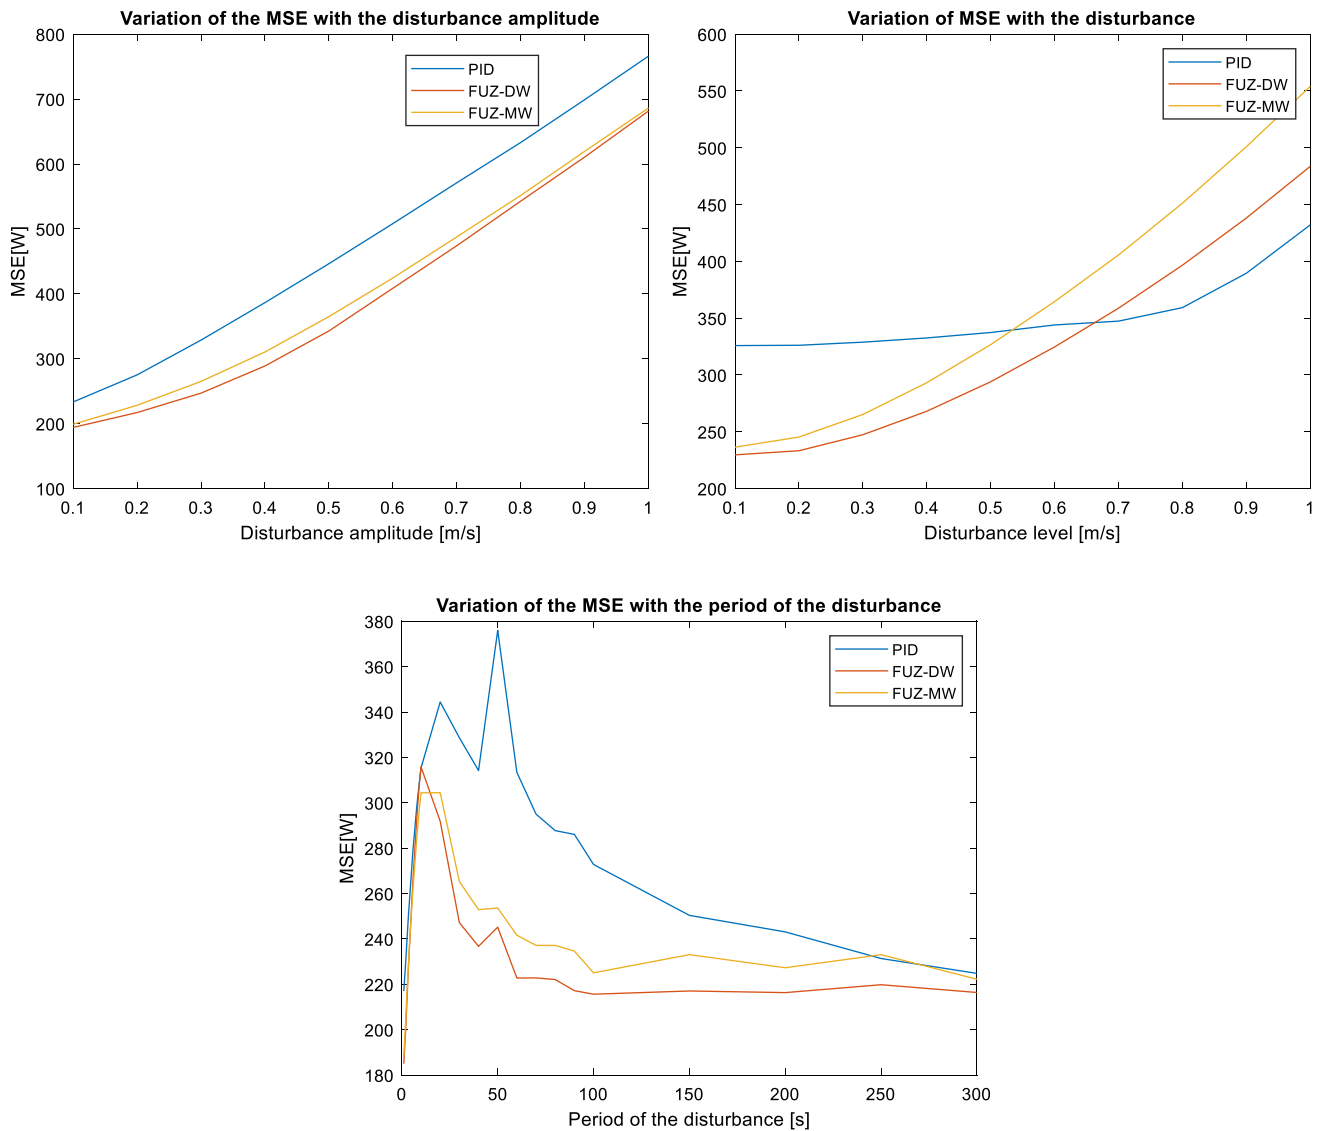 Variation of the MSE with the disturbance amplitude
800
700
600
500
400
300
200
100
MSE[W]
PID
FUZ-DW
FUZ-MW
0.1 0.2 0.3 0.4 0.5 0.6 0.7 0.8 0.9 1
Disturbance amplitude [m/s]
Variation of MSE with the disturbance
600
550
500
450
400
350
300
250
200
MSE[W]
PID
FUZ-DW
FUZ-MW
0.1 0.2 0.3 0.4 0.5 0.6 0.7 0.8 0.9 1
Disturbance level [m/s]
Variation of the MSE with the period of the disturbance
380
360
340
320
300
280
260
240
220
200
180
MSE[W]
PID
FUZ-DW
FUZ-MW
0 50 100 150 200 250 300
Period of the disturbance [s]